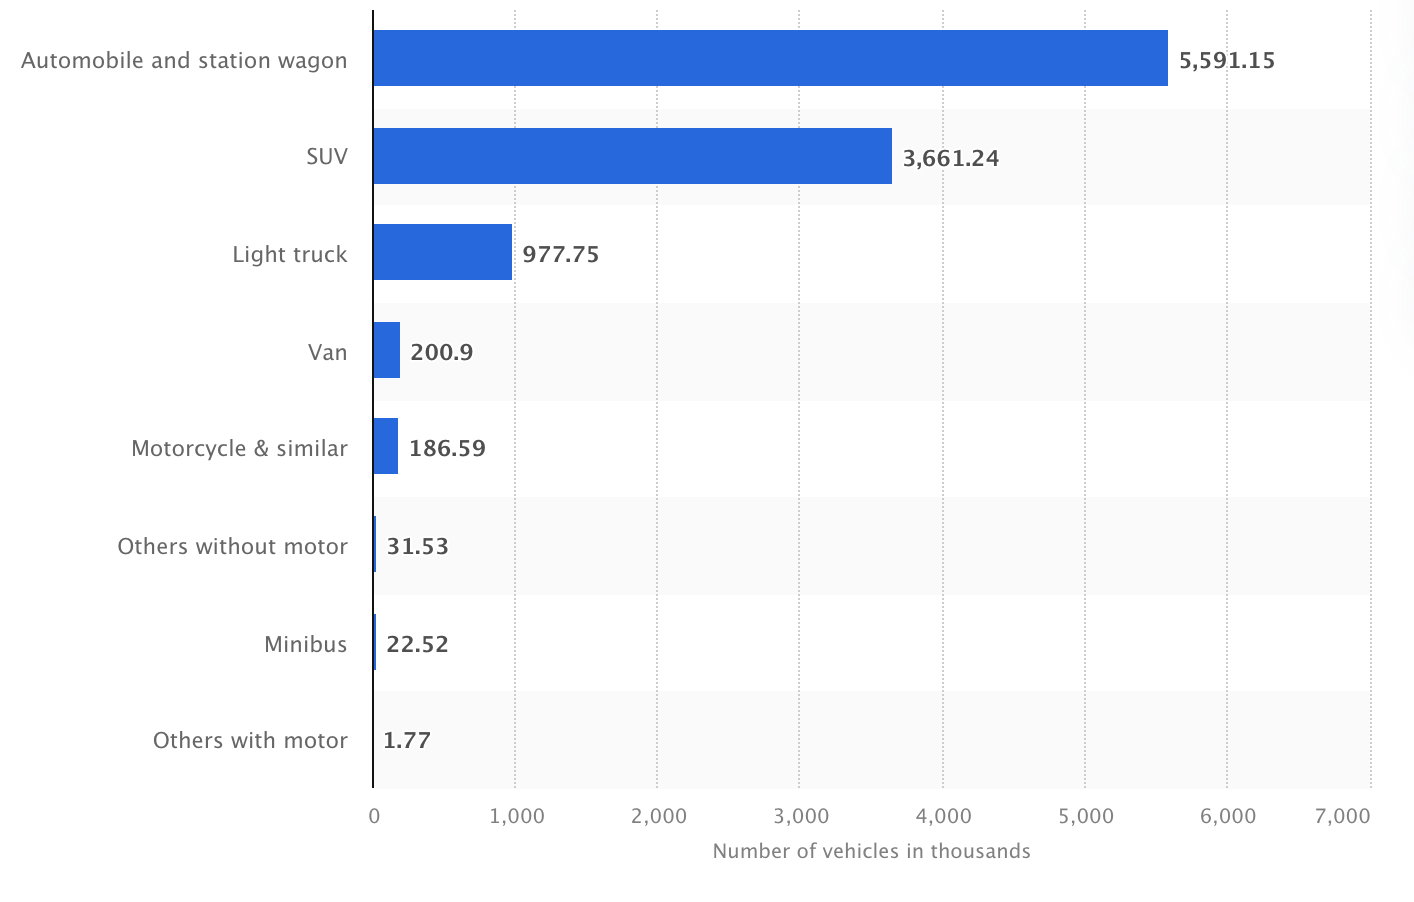 Automobile and station wagon 5,591.15
SUV 3,661.24
Light truck 977.75
Van 200.9
Motorcycle & similar 186.59
Others without motor 31.53
Minibus 22.52
Others with motor 1.77
0 1,000 2,000 3,000 4,000 5,000 6,000 7,000
Number of vehicles in thousands